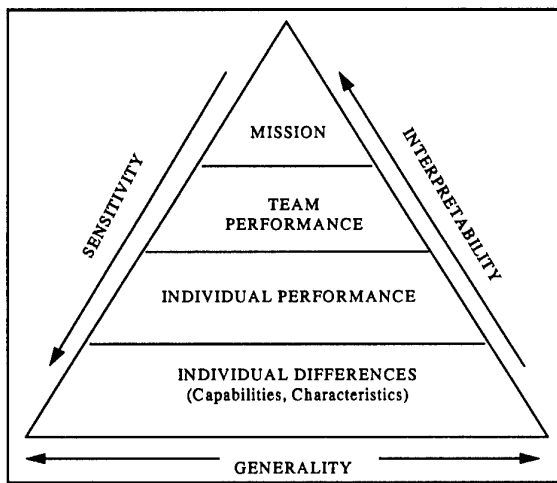 MISSION
TEAM
PERFORMANCE
INDIVIDUAL PERFORMANCE
INDIVIDUAL DIFFERENCES
(Capabilities, Characteristics)
SENSITIVITY
INTERPRETABILITY
GENERALITY